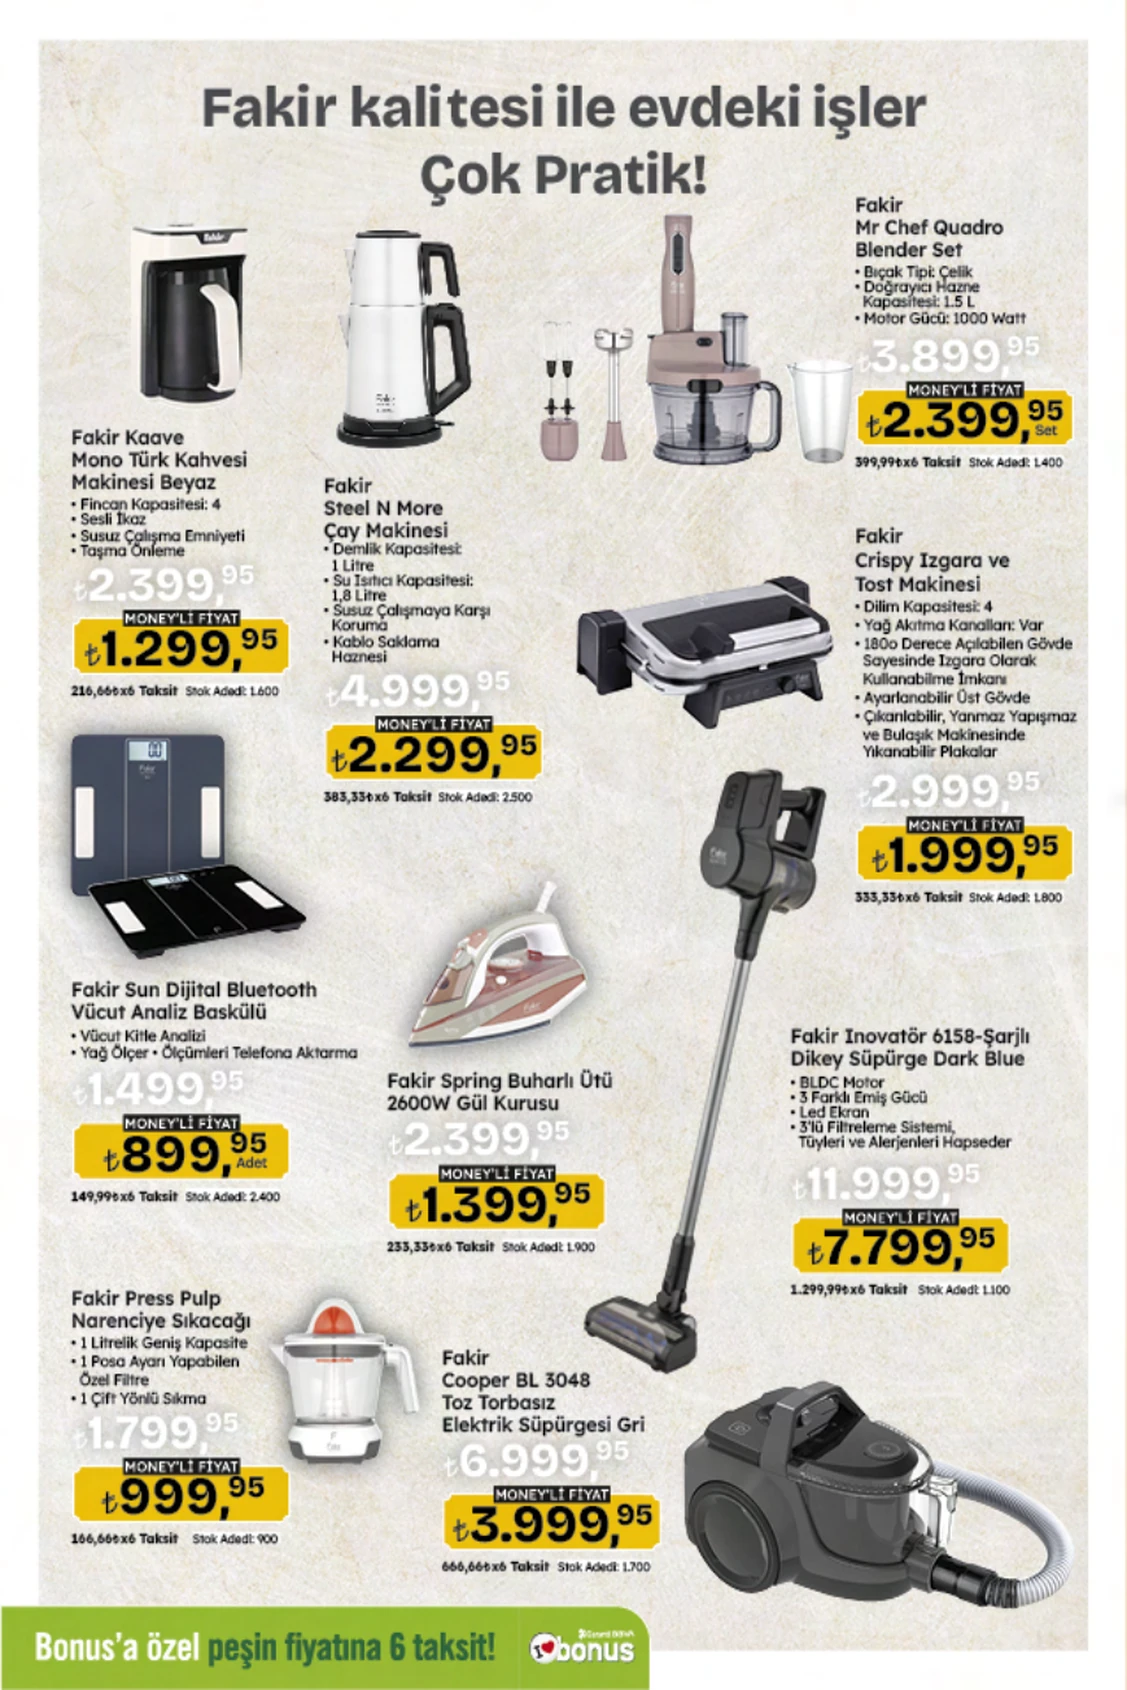 Fakir kalitesi ile evdeki işler
Çok Pratik!
Fakir
Mr Chef Quadro
Blender Set
• Bıçak Tipi: Çelik
• Doğrayıcı Hazne
Kapasitesi: 1.5 L
• Motor Gücü: 1000 Watt
₺3.899,95
MONEY'Lİ FİYAT
₺2.399,95
Set
399,99₺x6 Taksit Stok Adedi: 1.400
Fakir Kaave
Mono Türk Kahvesi
Makinesi Beyaz
• Fincan Kapasitesi: 4
• Sesli İkaz
• Susuz Çalışma Emniyeti
• Taşma Önleme
₺2.399,95
MONEY'Lİ FİYAT
₺1.299,95
216,66₺x6 Taksit Stok Adedi: 1.600
Fakir
Steel N More
Çay Makinesi
• Demlik Kapasitesi:
1 Litre
• Su Isıtıcı Kapasitesi:
1,8 Litre
• Susuz Çalışmaya Karşı
Koruma
• Kablo Saklama
Haznesi
₺4.999,95
MONEY'Lİ FİYAT
₺2.299,95
383,33₺x6 Taksit Stok Adedi: 2.500
Fakir
Crispy Izgara ve
Tost Makinesi
• Dilim Kapasitesi: 4
• Yağ Akıtma Kanalları: Var
• 180o Derece Açılabilen Gövde
Sayesinde Izgara Olarak
Kullanabilme İmkanı
• Ayarlanabilir Üst Gövde
• Çıkarılabilir, Yanmaz Yapışmaz
ve Bulaşık Makinesinde
Yıkanabilir Plakalar
₺2.999,95
MONEY'Lİ FİYAT
₺1.999,95
333,33₺x6 Taksit Stok Adedi: 1.800
Fakir Sun Dijital Bluetooth
Vücut Analiz Baskülü
• Vücut Kitle Analizi
• Yağ Ölçer • Ölçümleri Telefona Aktarma
₺1.499,95
MONEY'Lİ FİYAT
₺899,95
Adet
149,99₺x6 Taksit Stok Adedi: 2.400
Fakir Spring Buharlı Ütü
2600W Gül Kurusu
₺2.399,95
MONEY'Lİ FİYAT
₺1.399,95
233,33₺x6 Taksit Stok Adedi: 1.900
Fakir Inovatör 6158-Şarjlı
Dikey Süpürge Dark Blue
• BLDC Motor
• 3 Farklı Emiş Gücü
• Led Ekran
• 3'lü Filtreleme Sistemi,
Tüyleri ve Alerjenleri Hapseder
₺11.999,95
MONEY'Lİ FİYAT
₺7.799,95
1.299,99₺x6 Taksit Stok Adedi: 1.100
Fakir Press Pulp
Narenciye Sıkacağı
• 1 Litrelik Geniş Kapasite
• 1 Posa Ayarı Yapabilen
Özel Filtre
• 1 Çift Yönlü Sıkma
₺1.799,95
MONEY'Lİ FİYAT
₺999,95
166,66₺x6 Taksit Stok Adedi: 900
Fakir
Cooper BL 3048
Toz Torbasız
Elektrik Süpürgesi Gri
₺6.999,95
MONEY'Lİ FİYAT
₺3.999,95
666,66₺x6 Taksit Stok Adedi: 1.700
Bonus'a özel peşin fiyatına 6 taksit!
Garanti BBVA
bonus